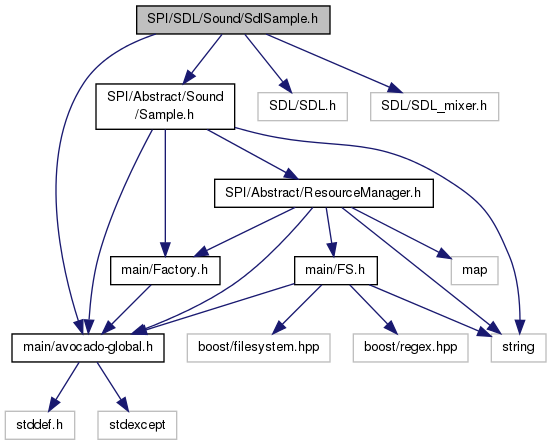 SPI/SDL/Sound/SdlSample.h
SPI/Abstract/Sound
/Sample.h
SDL/SDL.h
SDL/SDL_mixer.h
SPI/Abstract/ResourceManager.h
main/Factory.h
main/FS.h
map
main/avocado-global.h
boost/filesystem.hpp
boost/regex.hpp
string
stddef.h
stdexcept